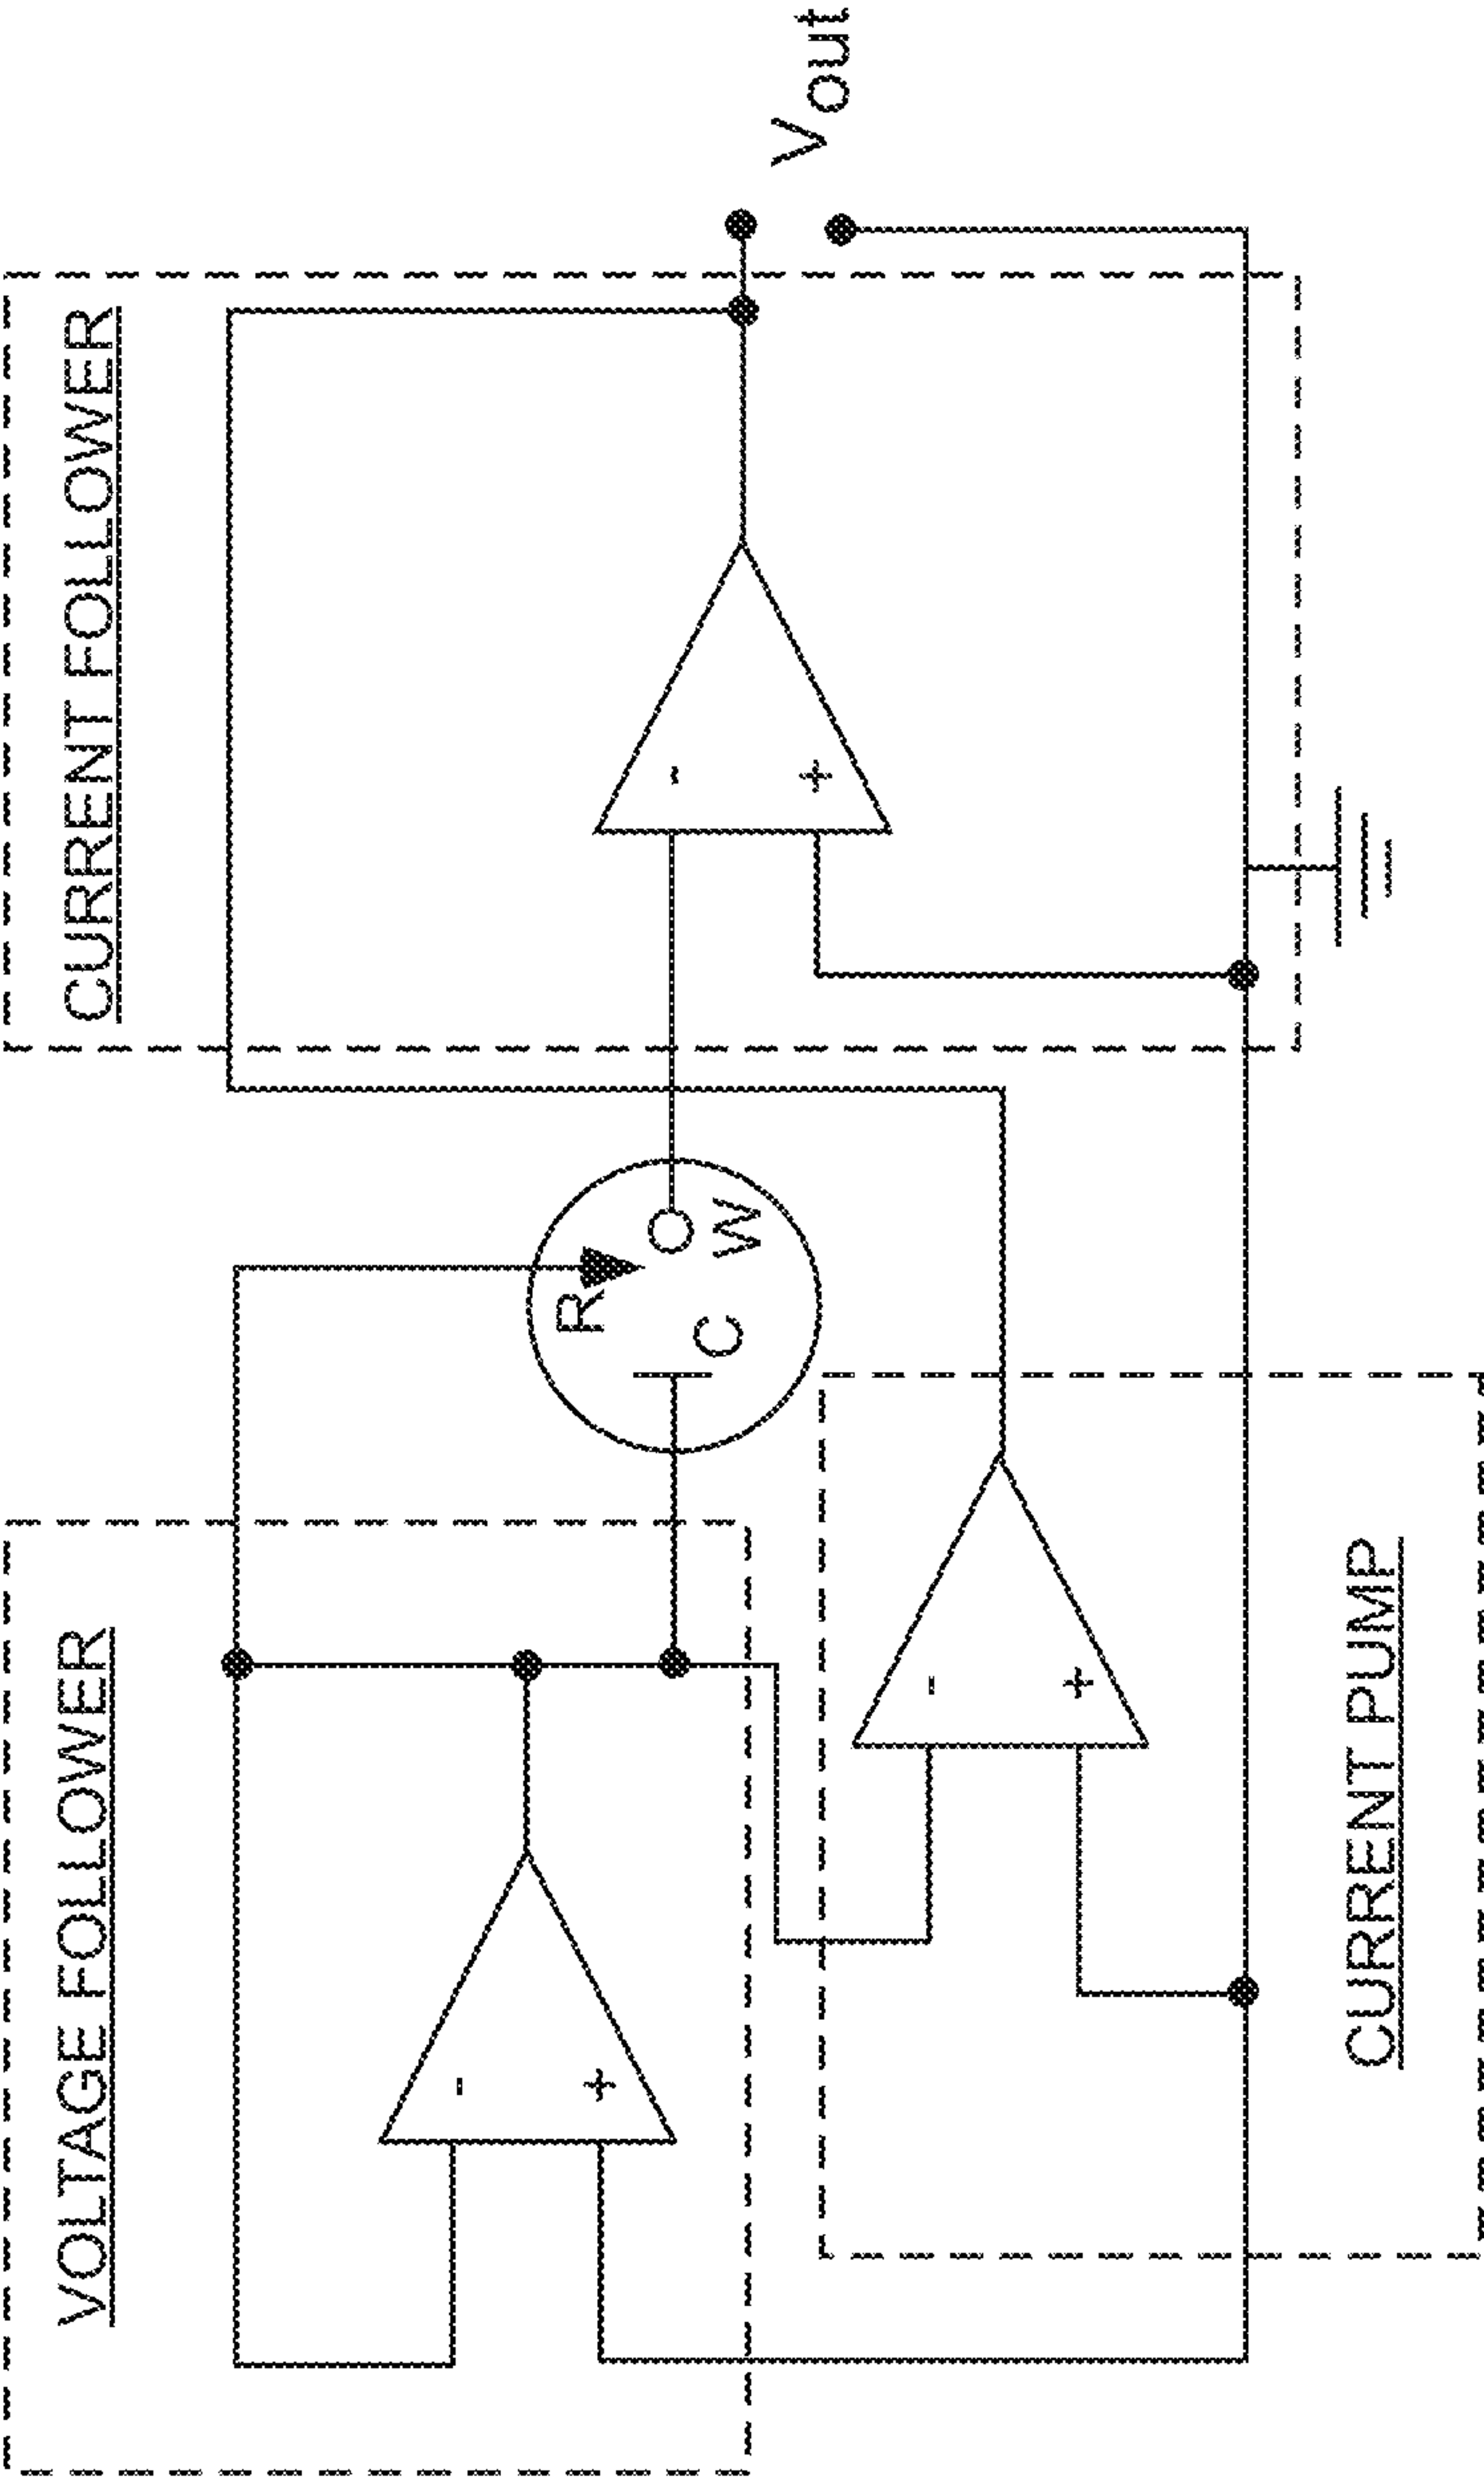 VOLTAGE FOLLOWER
CURRENT FOLLOWER
-
+
R
C
W
-
+
Vout
-
+
CURRENT PUMP